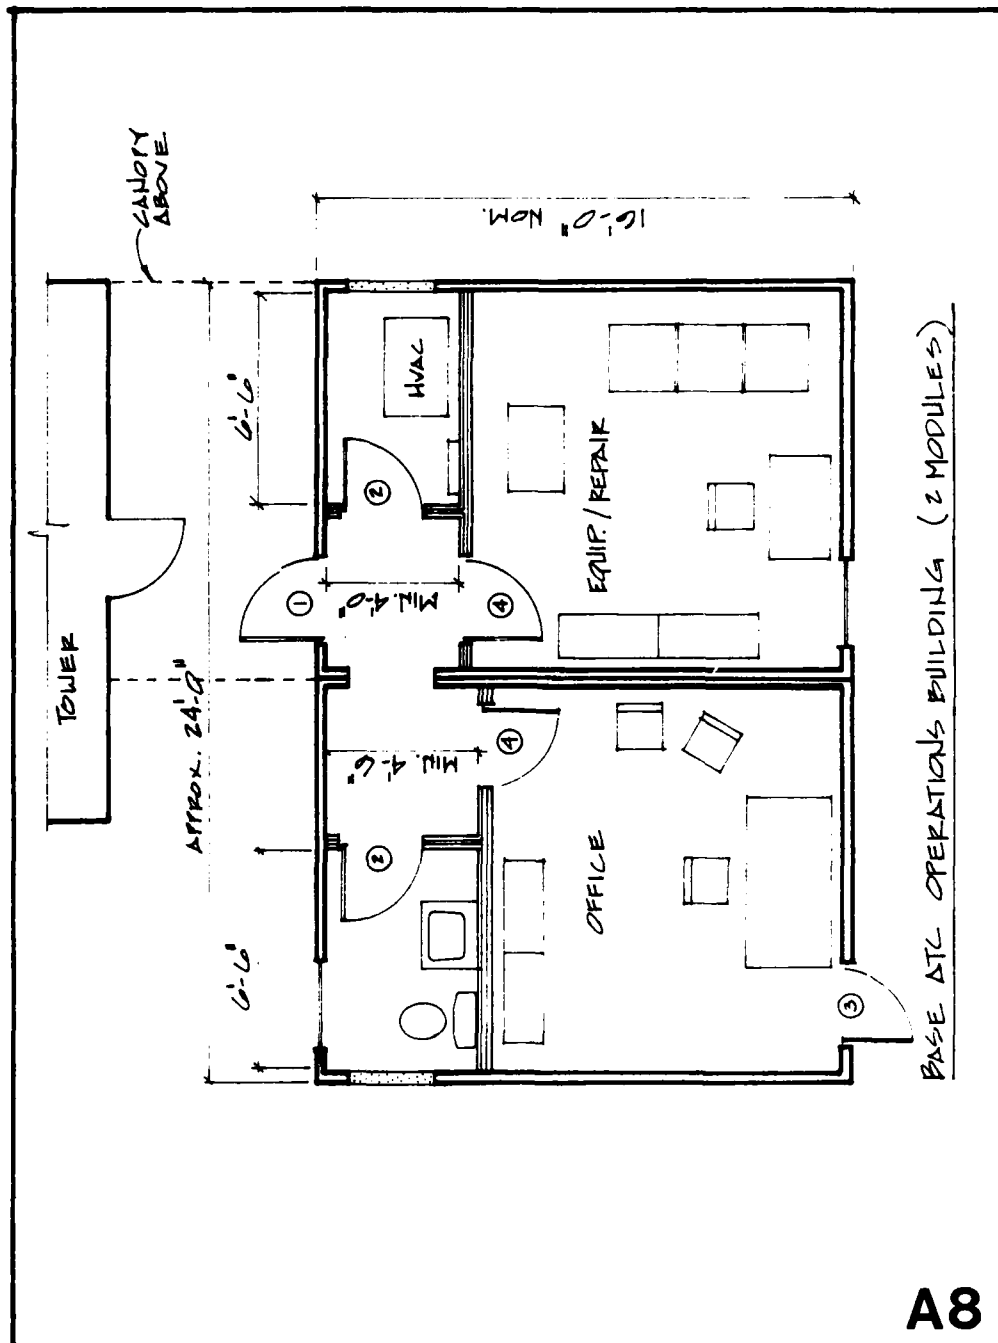 TOWER
CANOPY
ABOVE
APPROX. 24'-0"
6'-6"
6'-6"
16'-0" NOM.
HVAC
2
2
1
MIN. 4'-0"
4
MIN. 4'-6"
4
EQUIP./REPAIR
OFFICE
3
BASE ATC OPERATIONS BUILDING (2 MODULES)
A8